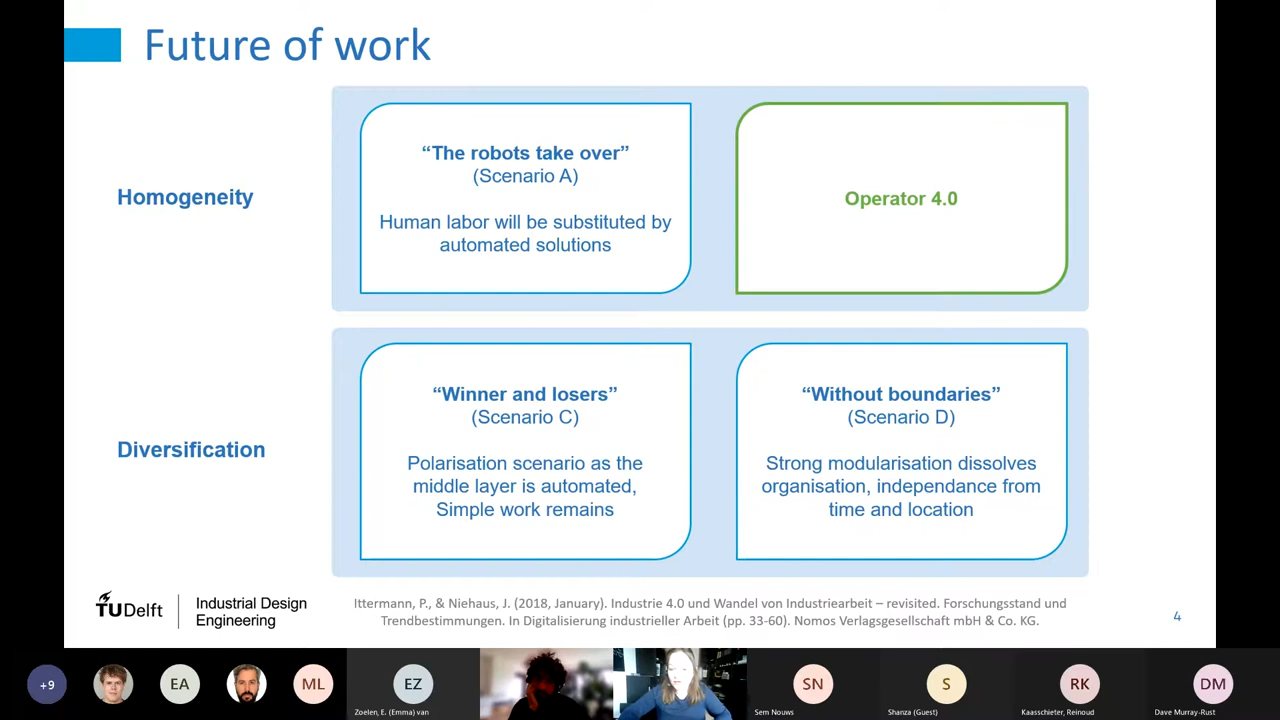 Future of work
Homogeneity
“The robots take over”
(Scenario A)
Human labor will be substituted by
automated solutions
Operator 4.0
Diversification
“Winner and losers”
(Scenario C)
Polarisation scenario as the
middle layer is automated,
Simple work remains
“Without boundaries”
(Scenario D)
Strong modularisation dissolves
organisation, independance from
time and location
TUDelft
Industrial Design
Engineering
Ittermann, P., & Niehaus, J. (2018, January). Industrie 4.0 und Wandel von Industriearbeit – revisited. Forschungsstand und
Trendbestimmungen. In Digitalisierung industrieller Arbeit (pp. 33-60). Nomos Verlagsgesellschaft mbH & Co. KG.
4
+9
EA
ML
EZ
Zoelen, E. (Emma) van
SN
Sem Nouws
S
Shanza (Guest)
RK
Kaasschieter, Reinoud
DM
Dave Murray-Rust